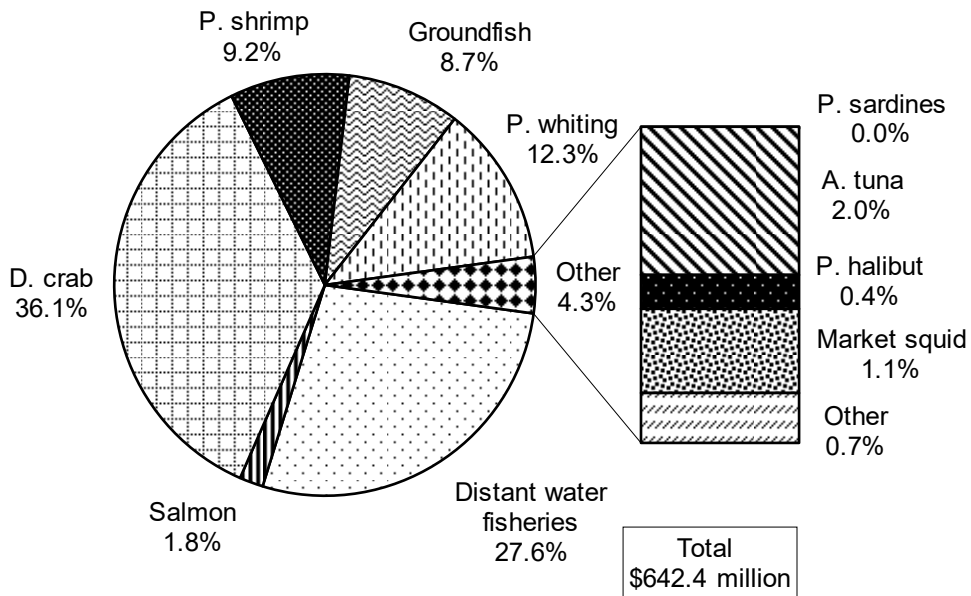 P. shrimp
9.2%
Groundfish
8.7%
P. whiting
12.3%
Other
4.3%
Distant water
fisheries
27.6%
Salmon
1.8%
D. crab
36.1%
P. sardines
0.0%
A. tuna
2.0%
P. halibut
0.4%
Market squid
1.1%
Other
0.7%
Total
$642.4 million